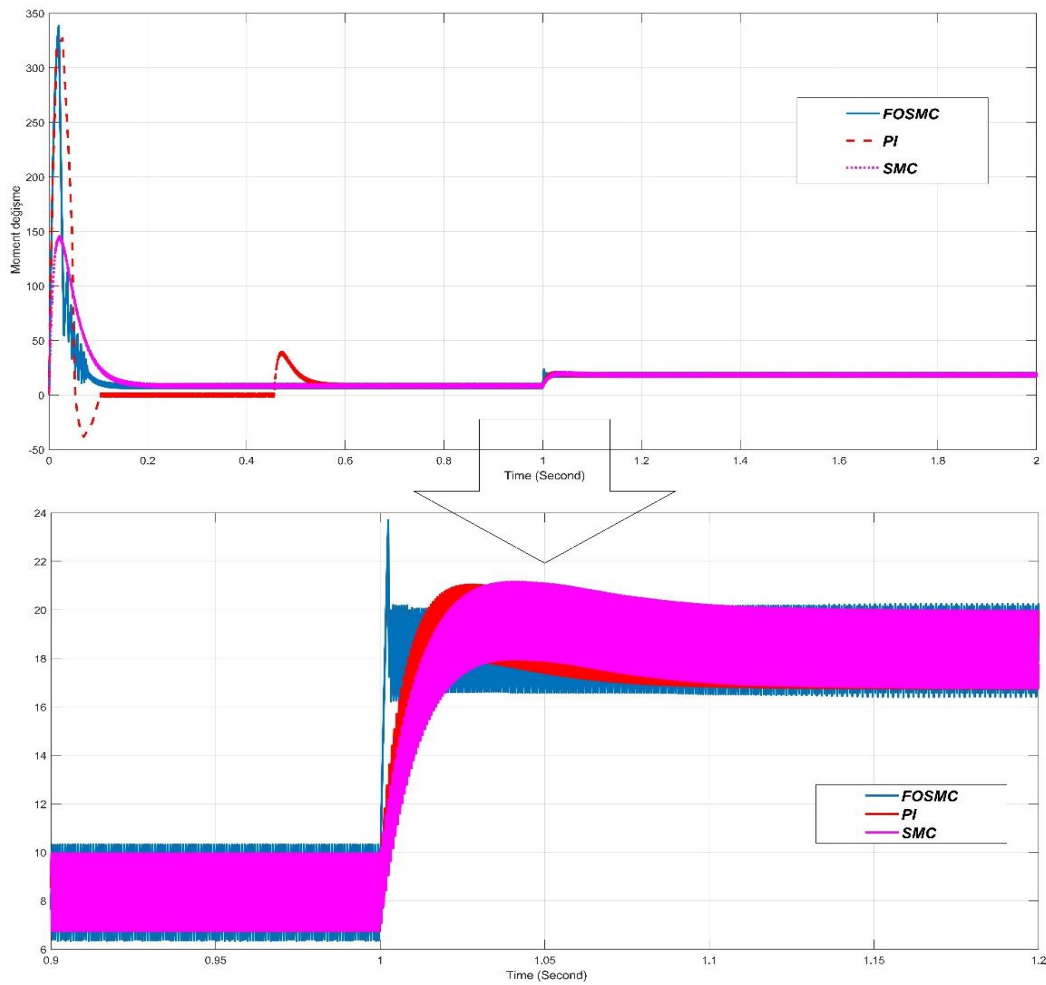 350
300
250
200
150
100
50
0
-50
Moment değişme
FOSMC
PI
SMC
0 0.2 0.4 0.6 0.8 1 1.2 1.4 1.6 1.8 2
Time (Second)
24
22
20
18
16
14
12
10
8
6
FOSMC
PI
SMC
0.9 0.95 1 1.05 1.1 1.15 1.2
Time (Second)